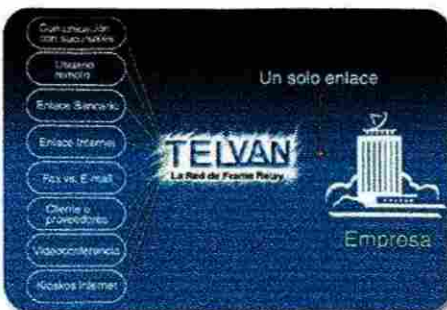 Comunicación
con sucursales
Usuario
remoto
Enlace Bancario
Enlace Internet
Fax vs. E-mail
Cliente o
proveedores
Videoconferencia
Kioskos Internet
TELVAN
La Red de Frame Relay
Un solo enlace
Empresa